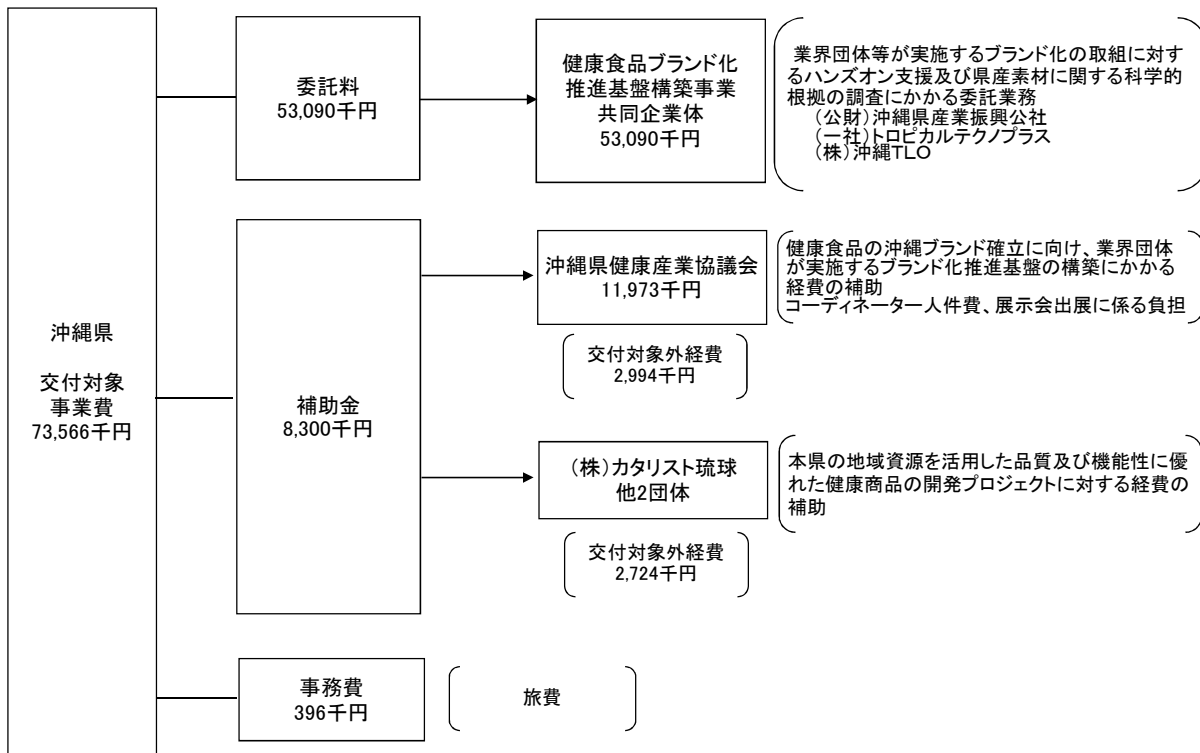 沖縄県
交付対象
事業費
73,566千円
委託料
53,090千円
健康食品ブランド化
推進基盤構築事業
共同企業体
53,090千円
業界団体等が実施するブランド化の取組に対す
るハンズオン支援及び県産素材に関する科学的
根拠の調査にかかる委託業務
(公財)沖縄県産業振興公社
(一社)トロピカルテクノプラス
(株)沖縄TLO
補助金
8,300千円
沖縄県健康産業協議会
11,973千円
健康食品の沖縄ブランド確立に向け、業界団体
が実施するブランド化推進基盤の構築にかかる
経費の補助
コーディネーター人件費、展示会出展に係る負担
交付対象外経費
2,994千円
(株)カタリスト琉球
他2団体
本県の地域資源を活用した品質及び機能性に優
れた健康商品の開発プロジェクトに対する経費の
補助
交付対象外経費
2,724千円
事務費
396千円
旅費